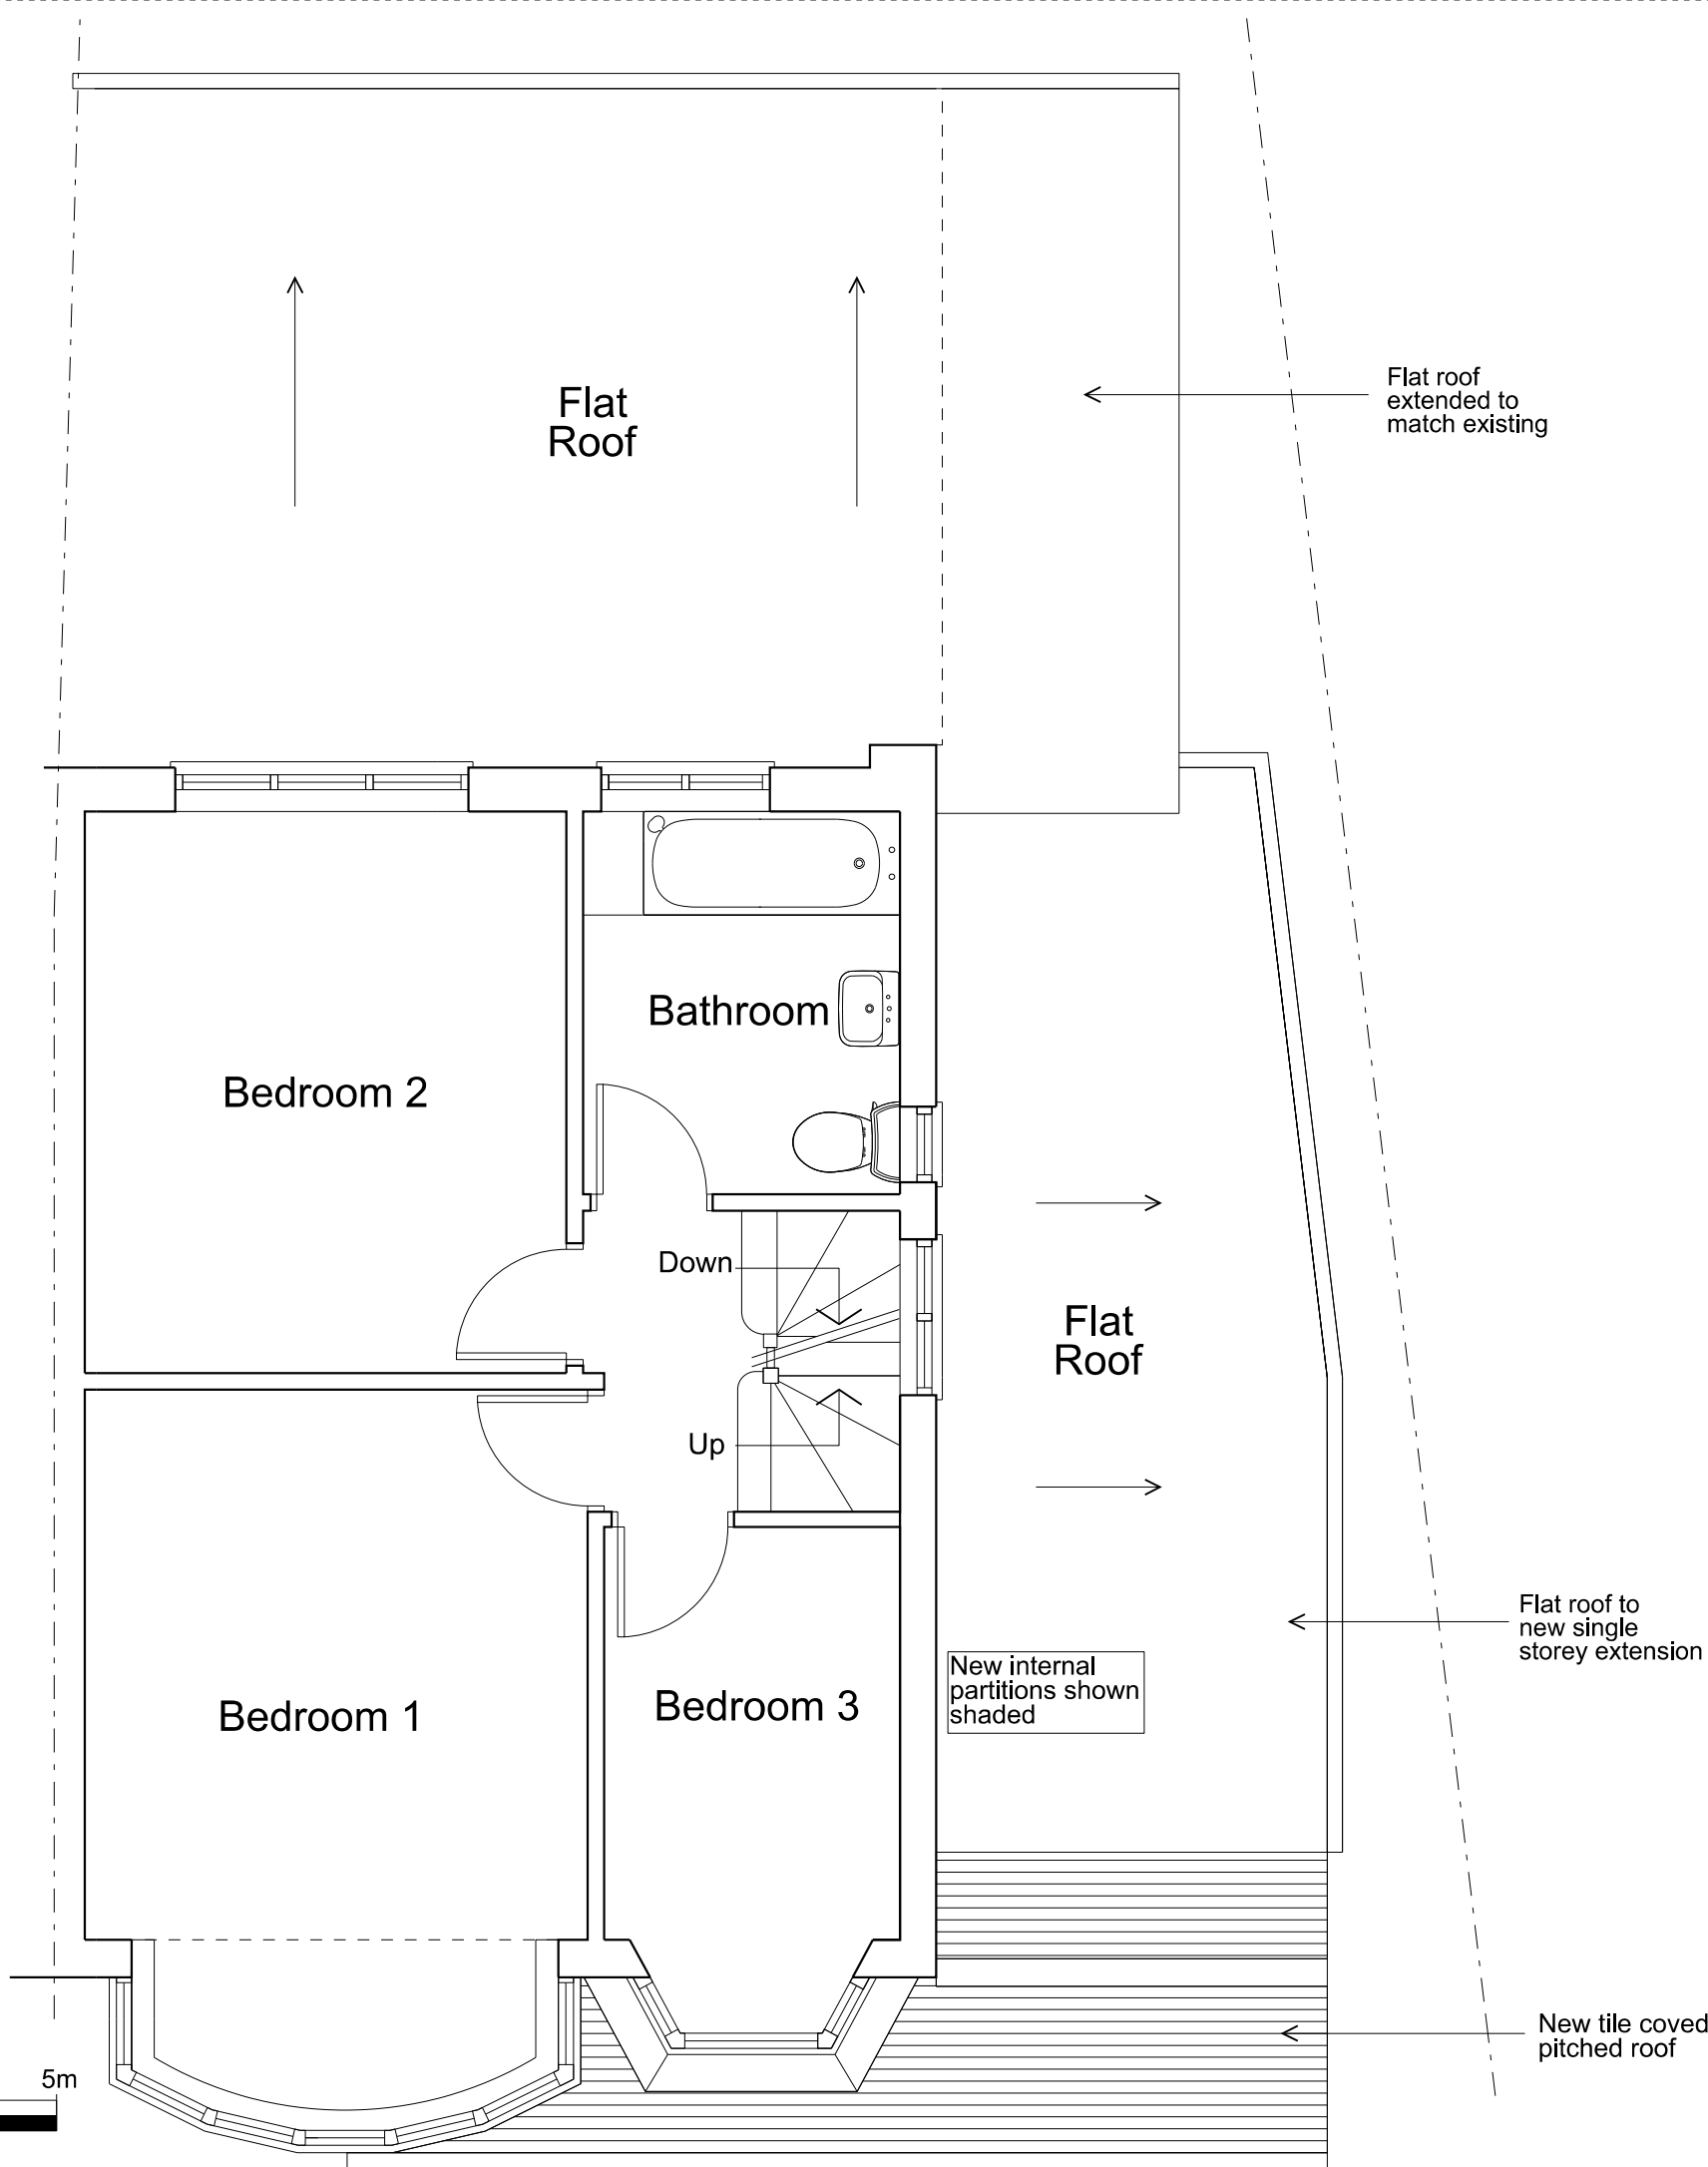 Flat
Roof
Flat roof
extended to
match existing
Bathroom
Bedroom 2
Down
Flat
Roof
Up
Flat roof to
new single
storey extension
New internal
partitions shown
shaded
Bedroom 1
Bedroom 3
New tile coved
pitched roof
5m